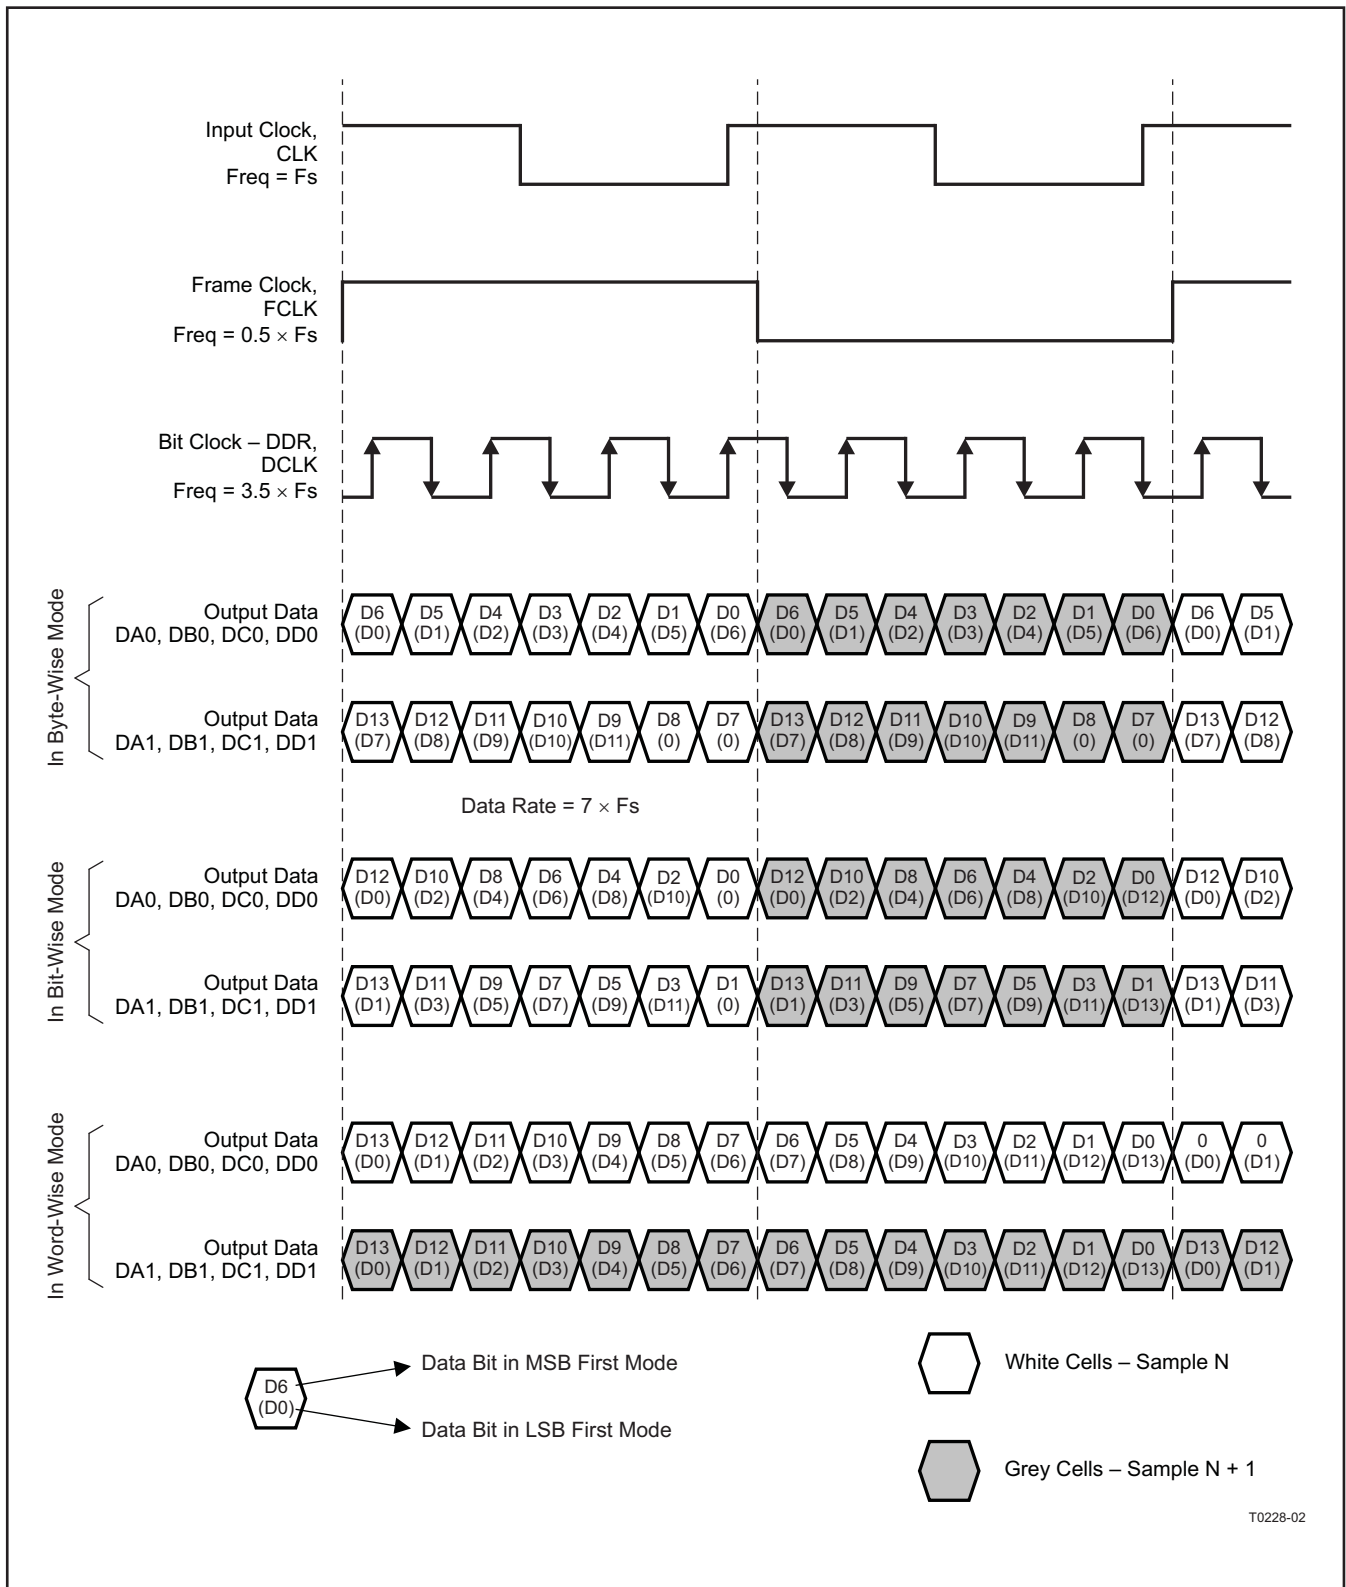 Input Clock,
CLK
Freq = Fs
Frame Clock,
FCLK
Freq = 0.5 × Fs
Bit Clock – DDR,
DCLK
Freq = 3.5 × Fs
In Byte-Wise Mode
Output Data
DA0, DB0, DC0, DD0
D6 D5 D4 D3 D2 D1 D0 D6 D5 D4 D3 D2 D1 D0 D6 D5
(D0) (D1) (D2) (D3) (D4) (D5) (D6) (D0) (D1) (D2) (D3) (D4) (D5) (D6) (D0) (D1)
Output Data
DA1, DB1, DC1, DD1
D13 D12 D11 D10 D9 D8 D7 D13 D12 D11 D10 D9 D8 D7 D13 D12
(D7) (D8) (D9) (D10) (D11) (0) (0) (D7) (D8) (D9) (D10) (D11) (0) (0) (D7) (D8)
Data Rate = 7 × Fs
In Bit-Wise Mode
Output Data
DA0, DB0, DC0, DD0
D12 D10 D8 D6 D4 D2 D0 D12 D10 D8 D6 D4 D2 D0 D12 D10
(D0) (D2) (D4) (D6) (D8) (D10) (0) (D0) (D2) (D4) (D6) (D8) (D10) (D12) (D0) (D2)
Output Data
DA1, DB1, DC1, DD1
D13 D11 D9 D7 D5 D3 D1 D13 D11 D9 D7 D5 D3 D1 D13 D11
(D1) (D3) (D5) (D7) (D9) (D11) (0) (D1) (D3) (D5) (D7) (D9) (D11) (D13) (D1) (D3)
In Word-Wise Mode
Output Data
DA0, DB0, DC0, DD0
D13 D12 D11 D10 D9 D8 D7 D6 D5 D4 D3 D2 D1 D0 0 0
(D0) (D1) (D2) (D3) (D4) (D5) (D6) (D7) (D8) (D9) (D10) (D11) (D12) (D13) (D0) (D1)
Output Data
DA1, DB1, DC1, DD1
D13 D12 D11 D10 D9 D8 D7 D6 D5 D4 D3 D2 D1 D0 D13 D12
(D0) (D1) (D2) (D3) (D4) (D5) (D6) (D7) (D8) (D9) (D10) (D11) (D12) (D13) (D0) (D1)
D6
(D0)
Data Bit in MSB First Mode
Data Bit in LSB First Mode
White Cells – Sample N
Grey Cells – Sample N + 1
T0228-02